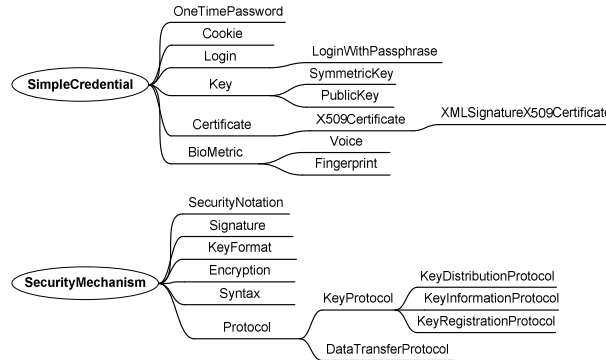 OneTimePassword
Cookie
Login
LoginWithPassphrase
SimpleCredential
Key
SymmetricKey
PublicKey
Certificate
X509Certificate
XMLSignatureX509Certificate
BioMetric
Voice
Fingerprint
SecurityNotation
Signature
KeyFormat
SecurityMechanism
Encryption
Syntax
Protocol
KeyProtocol
KeyDistributionProtocol
KeyInformationProtocol
KeyRegistrationProtocol
DataTransferProtocol